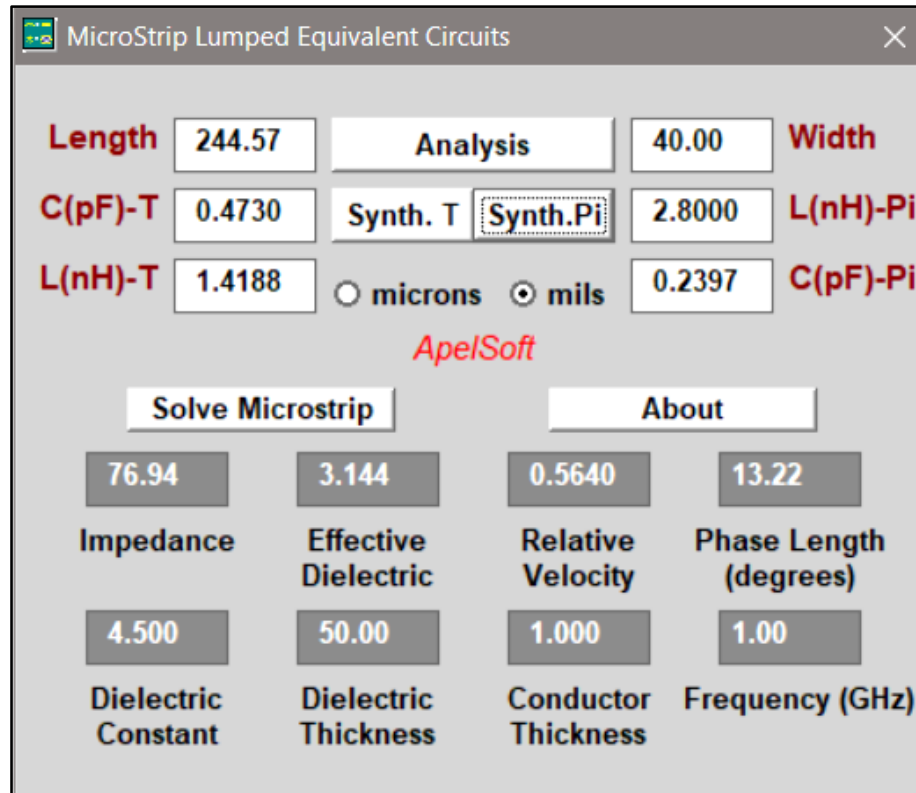 MicroStrip Lumped Equivalent Circuits
Length 244.57 Analysis 40.00 Width
C(pF)-T 0.4730 Synth. T Synth.Pi 2.8000 L(nH)-Pi
L(nH)-T 1.4188 microns mils 0.2397 C(pF)-Pi
ApelSoft
Solve Microstrip About
76.94 3.144 0.5640 13.22
Impedance Effective Relative Phase Length
Dielectric Velocity (degrees)
4.500 50.00 1.000 1.00
Dielectric Dielectric Conductor Frequency (GHz)
Constant Thickness Thickness